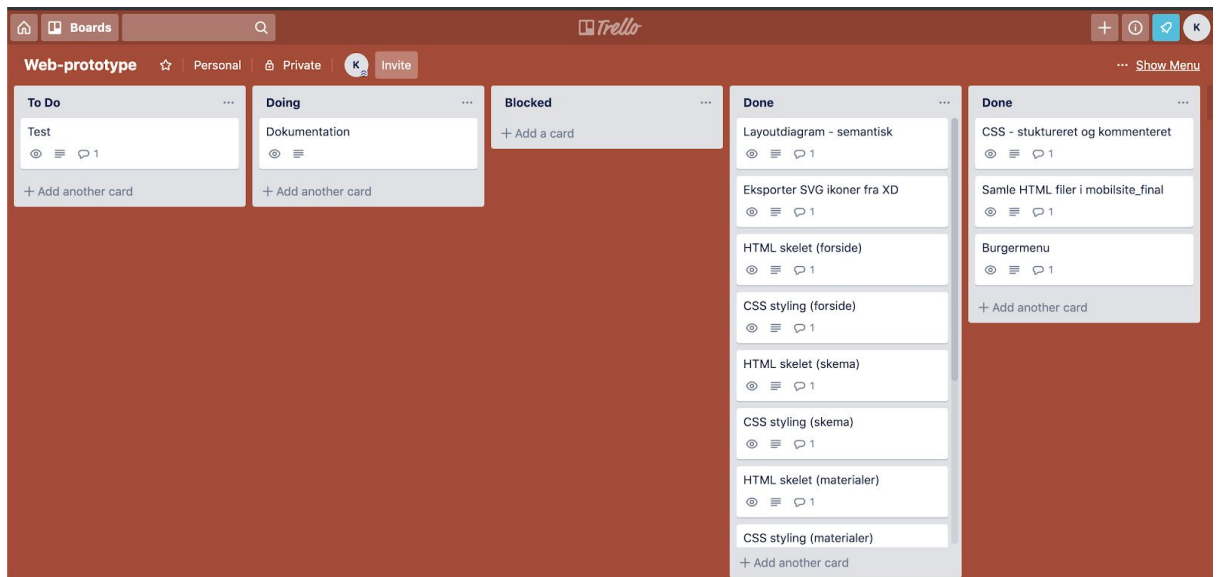 Boards
Trello
K
Web-prototype
Personal
Private
K
Invite
... Show Menu
To Do
Test
1
+ Add another card
Doing
Dokumentation
+ Add another card
Blocked
+ Add a card
Done
Layoutdiagram - semantisk
1
Eksporter SVG ikoner fra XD
1
HTML skelet (forside)
1
CSS styling (forside)
1
HTML skelet (skema)
1
CSS styling (skema)
1
HTML skelet (materialer)
1
CSS styling (materialer)
+ Add another card
Done
CSS - stuktureret og kommenteret
1
Samle HTML filer i mobilsite_final
1
Burgermenu
1
+ Add another card